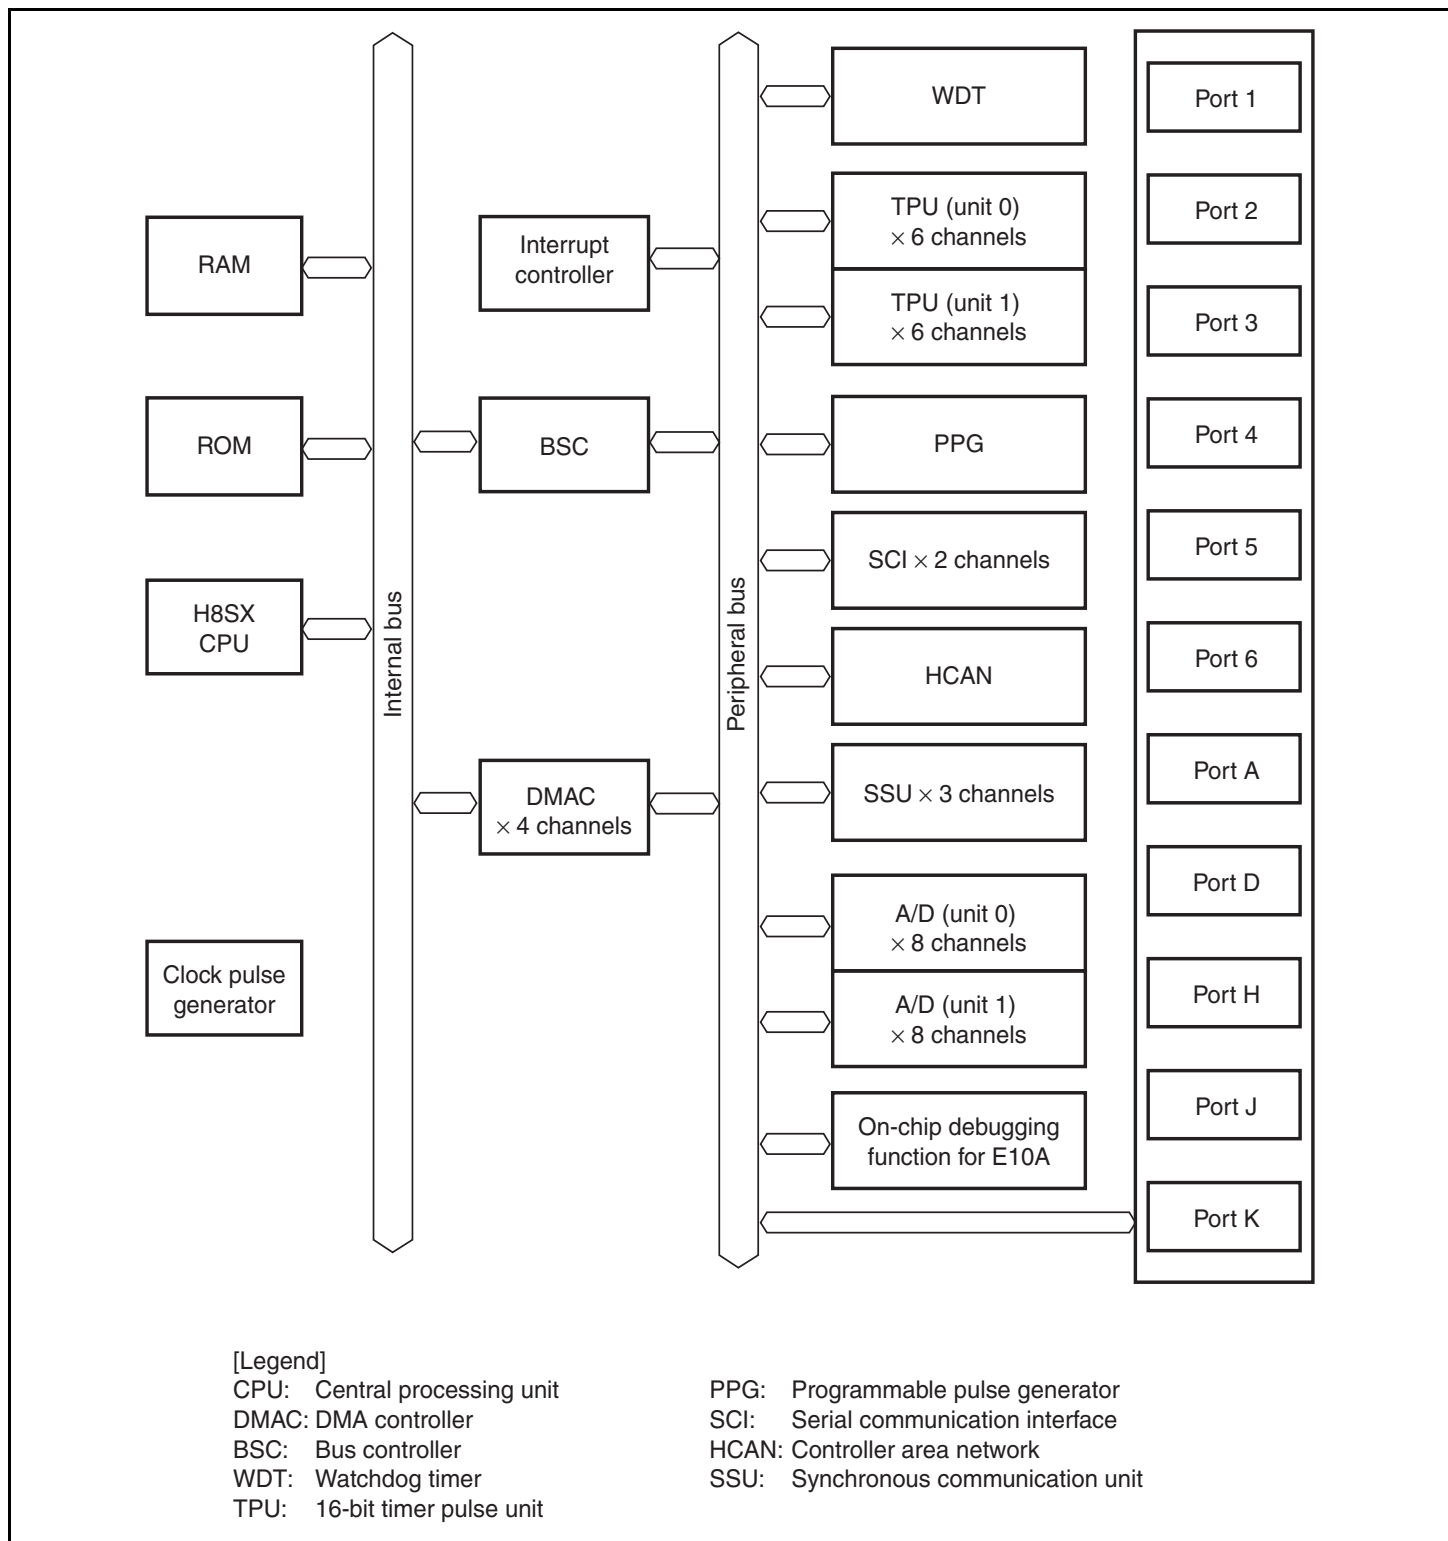 RAM
ROM
H8SX
CPU
Clock pulse
generator
Internal bus
Interrupt
controller
BSC
DMAC
× 4 channels
Peripheral bus
WDT
TPU (unit 0)
× 6 channels
TPU (unit 1)
× 6 channels
PPG
SCI × 2 channels
HCAN
SSU × 3 channels
A/D (unit 0)
× 8 channels
A/D (unit 1)
× 8 channels
On-chip debugging
function for E10A
Port 1
Port 2
Port 3
Port 4
Port 5
Port 6
Port A
Port D
Port H
Port J
Port K
[Legend]
CPU: Central processing unit
DMAC: DMA controller
BSC: Bus controller
WDT: Watchdog timer
TPU: 16-bit timer pulse unit
PPG: Programmable pulse generator
SCI: Serial communication interface
HCAN: Controller area network
SSU: Synchronous communication unit